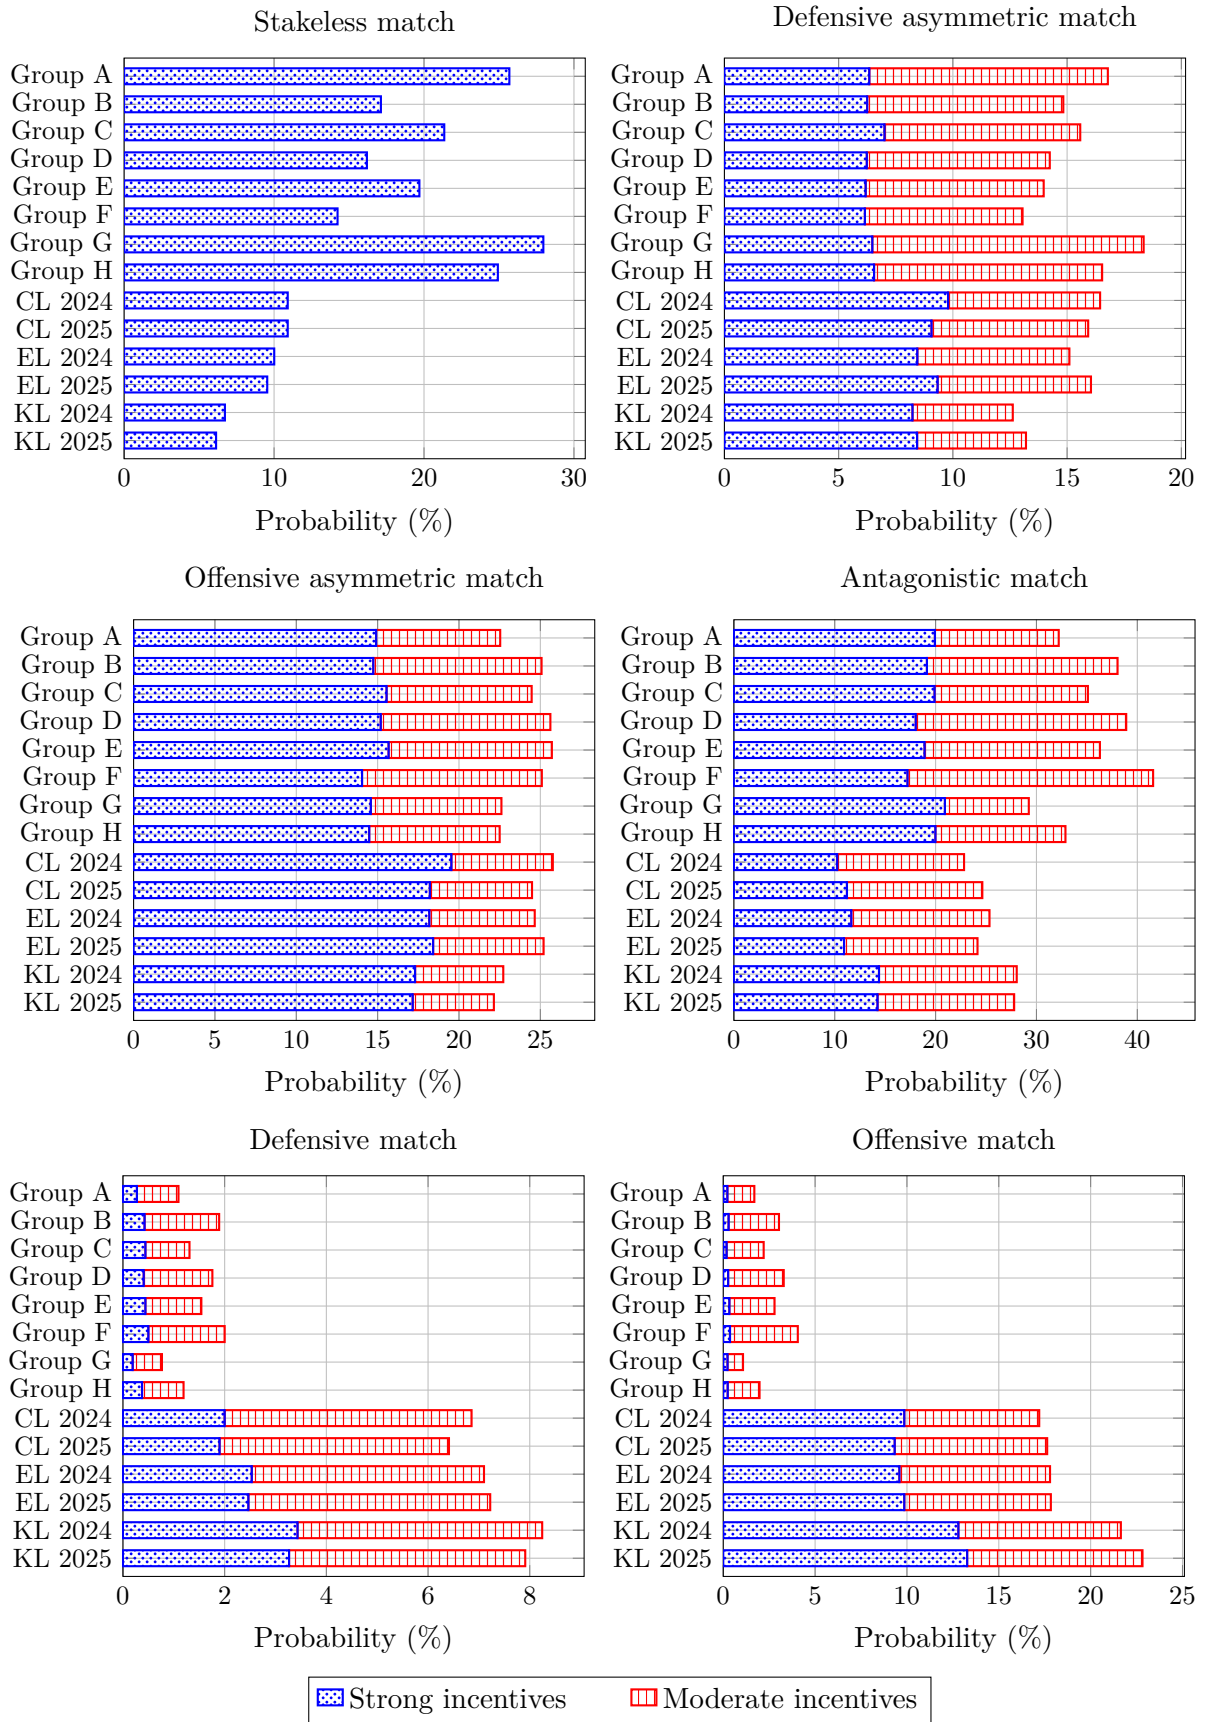 Stakeless match
Group A
Group B
Group C
Group D
Group E
Group F
Group G
Group H
CL 2024
CL 2025
EL 2024
EL 2025
KL 2024
KL 2025
0 10 20 30
Probability (%)
Defensive asymmetric match
Group A
Group B
Group C
Group D
Group E
Group F
Group G
Group H
CL 2024
CL 2025
EL 2024
EL 2025
KL 2024
KL 2025
0 5 10 15 20
Probability (%)
Offensive asymmetric match
Group A
Group B
Group C
Group D
Group E
Group F
Group G
Group H
CL 2024
CL 2025
EL 2024
EL 2025
KL 2024
KL 2025
0 5 10 15 20 25
Probability (%)
Antagonistic match
Group A
Group B
Group C
Group D
Group E
Group F
Group G
Group H
CL 2024
CL 2025
EL 2024
EL 2025
KL 2024
KL 2025
0 10 20 30 40
Probability (%)
Defensive match
Group A
Group B
Group C
Group D
Group E
Group F
Group G
Group H
CL 2024
CL 2025
EL 2024
EL 2025
KL 2024
KL 2025
0 2 4 6 8
Probability (%)
Offensive match
Group A
Group B
Group C
Group D
Group E
Group F
Group G
Group H
CL 2024
CL 2025
EL 2024
EL 2025
KL 2024
KL 2025
0 5 10 15 20 25
Probability (%)
Strong incentives Moderate incentives